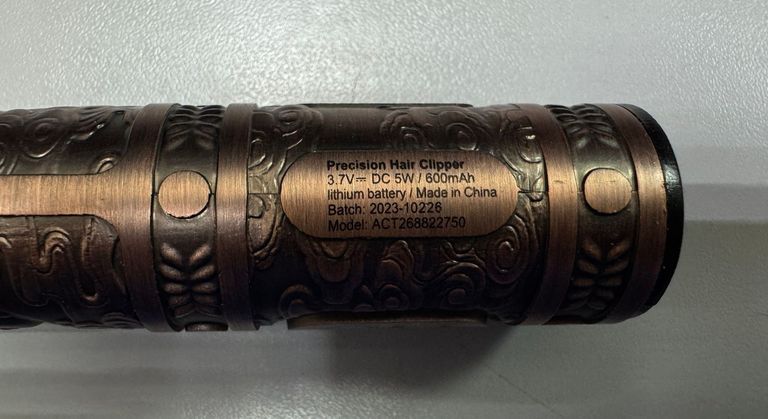 Precision Hair Clipper
3.7V⎓ DC 5W / 600mAh
lithium battery / Made in China
Batch: 2023-10226
Model: ACT268822750